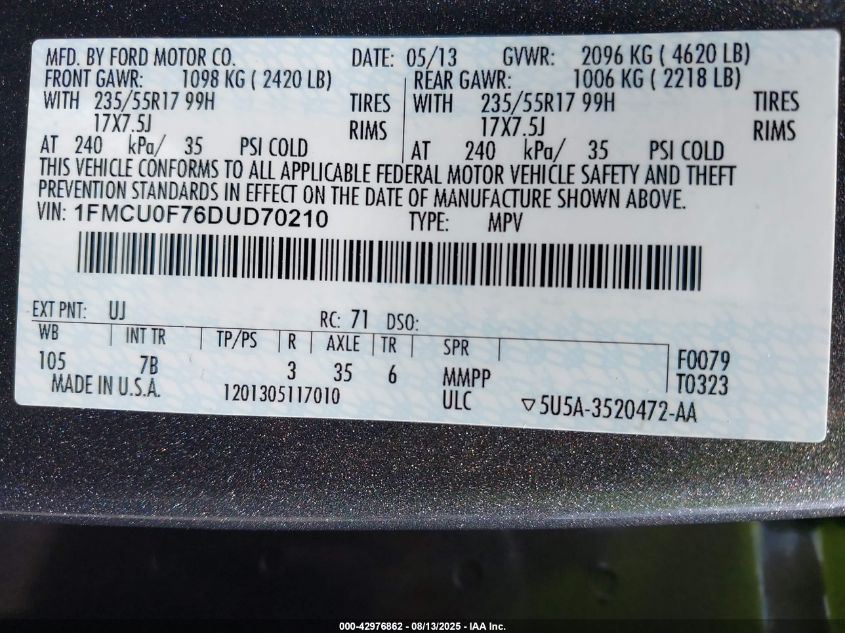 MFD. BY FORD MOTOR CO. DATE: 05/13 GVWR: 2096 KG ( 4620 LB)
FRONT GAWR: 1098 KG ( 2420 LB) REAR GAWR: 1006 KG ( 2218 LB)
WITH 235/55R17 99H TIRES WITH 235/55R17 99H TIRES
17X7.5J RIMS 17X7.5J RIMS
AT 240 kPa/ 35 PSI COLD AT 240 kPa/ 35 PSI COLD
THIS VEHICLE CONFORMS TO ALL APPLICABLE FEDERAL MOTOR VEHICLE SAFETY AND THEFT
PREVENTION STANDARDS IN EFFECT ON THE DATE OF MANUFACTURE SHOWN ABOVE.
VIN: 1FMCU0F76DUD70210 TYPE: MPV
EXT PNT: UJ RC: 71 DSO:
WB INT TR TP/PS R AXLE TR SPR F0079
105 7B 3 35 6 MMPP T0323
MADE IN U.S.A. 1201305117010 ULC ▽5U5A-3520472-AA
000-42976862 - 08/13/2025 - IAA Inc.